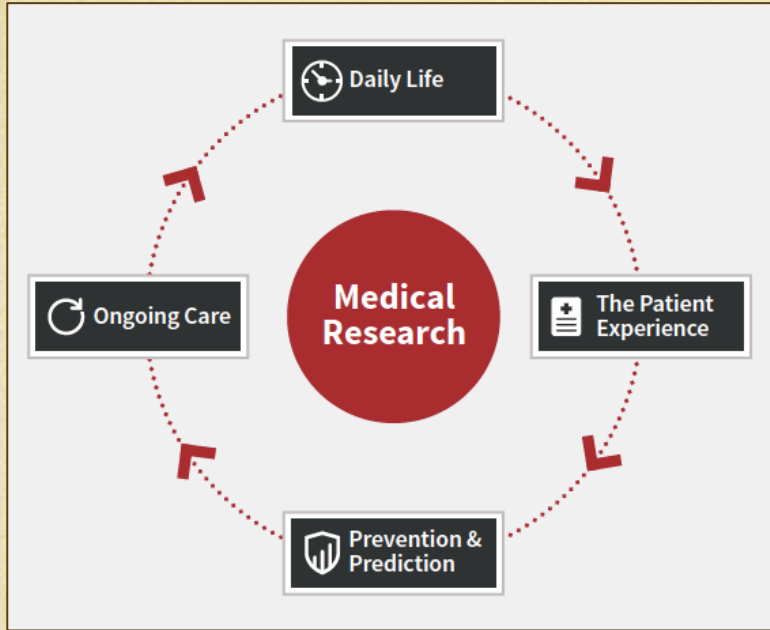 Daily Life
Medical
Research
The Patient
Experience
Ongoing Care
Prevention &
Prediction